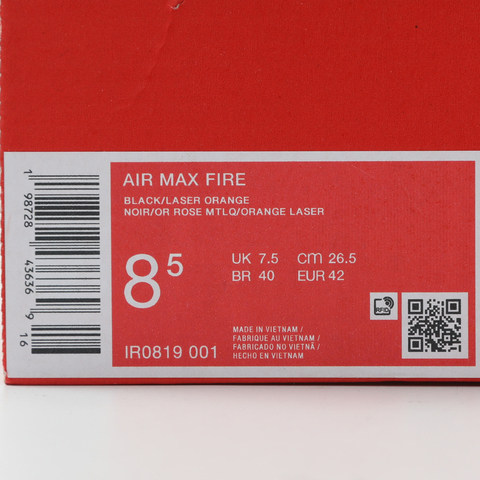 AIR MAX FIRE
BLACK/LASER ORANGE
NOIR/OR ROSE MTLQ/ORANGE LASER
8⁵
UK 7.5 cm 26.5
BR 40 EUR 42
IR0819 001
MADE IN VIETNAM /
FABRIQUE AU VIETNAM /
FABRICADO NO VIETNÃ /
HECHO EN VIETNAM
RFID
1 98728 43636 9 16